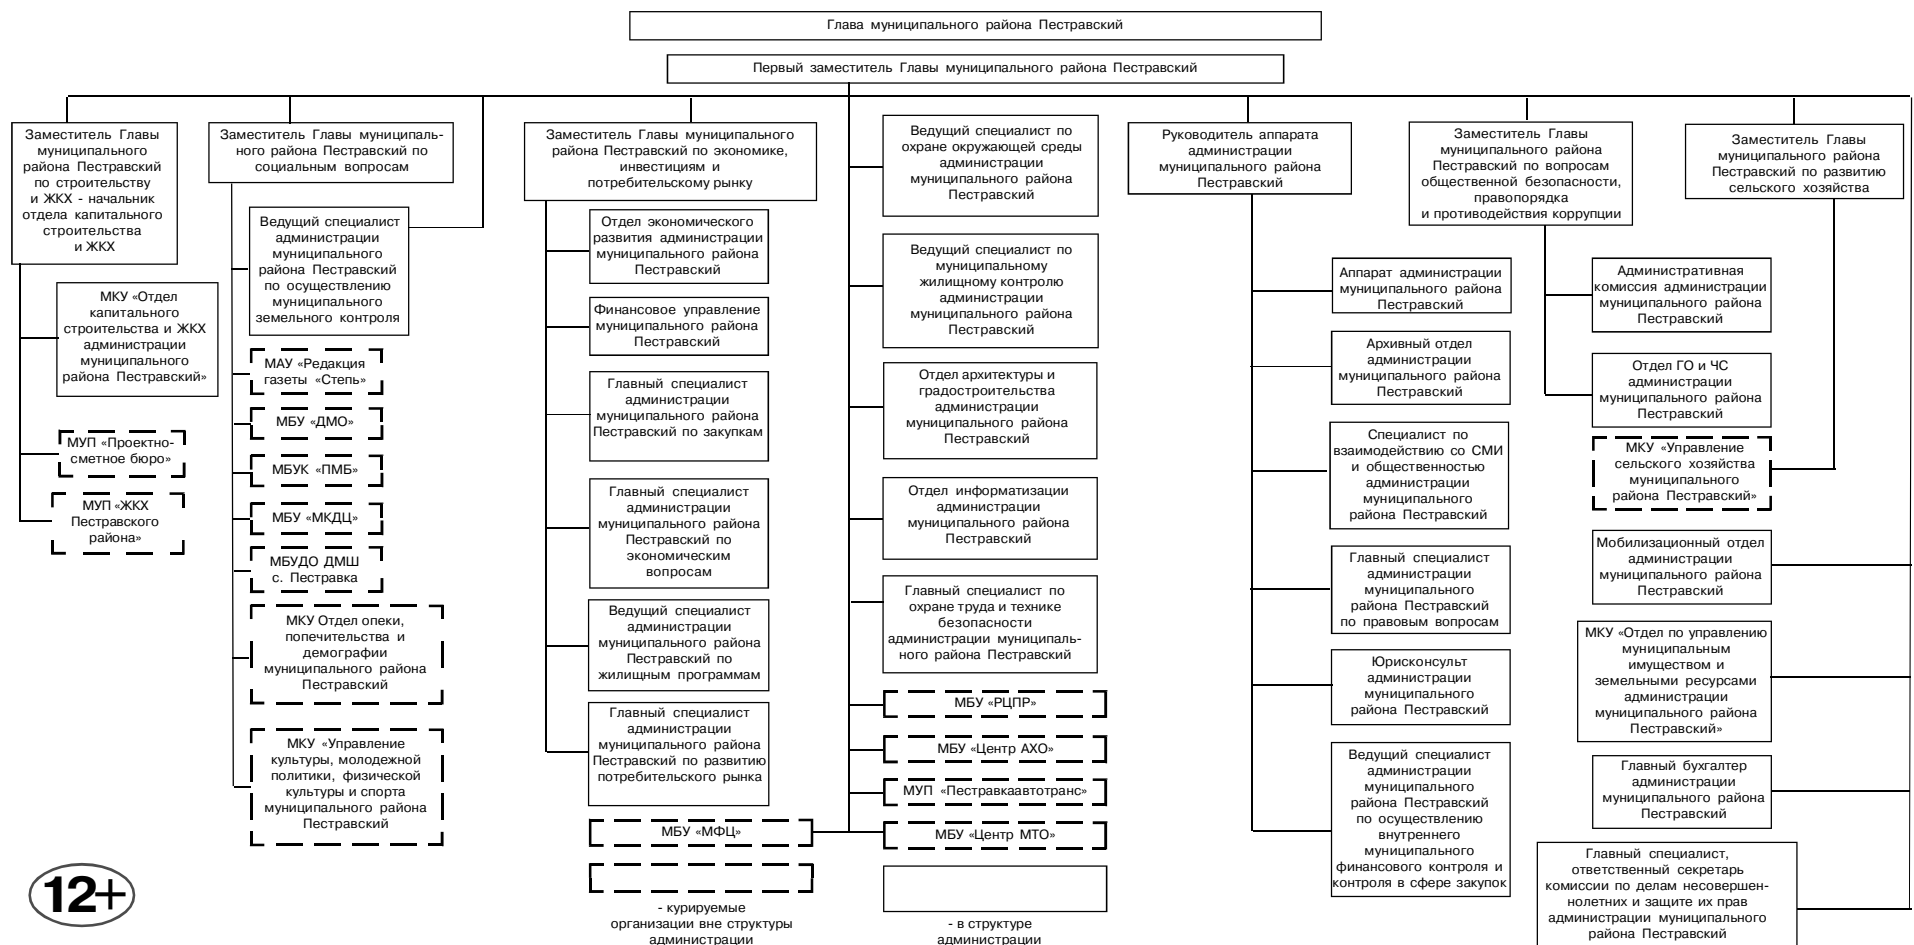 Глава муниципального района Пестравский
Первый заместитель Главы муниципального района Пестравский
Заместитель Главы
муниципального
района Пестравский
по строительству
и ЖКХ - начальник
отдела капитального
строительства
и ЖКХ
МКУ «Отдел
капитального
строительства и ЖКХ
администрации
муниципального
района Пестравский»
МУП «Проектно-
сметное бюро»
МУП «ЖКХ
Пестравского
района»
Заместитель Главы муниципаль-
ного района Пестравский по
социальным вопросам
Ведущий специалист
администрации
муниципального
района Пестравский
по осуществлению
муниципального
земельного контроля
МАУ «Редакция
газеты «Степь»
МБУ «ДМО»
МБУК «ПМБ»
МБУ «МКДЦ»
МБУДО ДМШ
с. Пестравка
МКУ Отдел опеки,
попечительства и
демографии
муниципального района
Пестравский
МКУ «Управление
культуры, молодежной
политики, физической
культуры и спорта
муниципального района
Пестравский
Заместитель Главы муниципального
района Пестравский по экономике,
инвестициям и
потребительскому рынку
Отдел экономического
развития администрации
муниципального района
Пестравский
Финансовое управление
муниципального района
Пестравский
Главный специалист
администрации
муниципального района
Пестравский по закупкам
Главный специалист
администрации
муниципального района
Пестравский по
экономическим
вопросам
Ведущий специалист
администрации
муниципального района
Пестравский по
жилищным программам
Главный специалист
администрации
муниципального района
Пестравский по развитию
потребительского рынка
МБУ «МФЦ»
- курируемые
организации вне структуры
администрации
Ведущий специалист по
охране окружающей среды
администрации
муниципального района
Пестравский
Ведущий специалист по
муниципальному
жилищному контролю
администрации
муниципального района
Пестравский
Отдел архитектуры и
градостроительства
администрации
муниципального района
Пестравский
Отдел информатизации
администрации
муниципального района
Пестравский
Главный специалист по
охране труда и технике
безопасности
администрации муниципаль-
ного района Пестравский
МБУ «РЦПР»
МБУ «Центр АХО»
МУП «Пестравкаавтотранс»
МБУ «Центр МТО»
- в структуре
администрации
Руководитель аппарата
администрации
муниципального района
Пестравский
Аппарат администрации
муниципального района
Пестравский
Архивный отдел
администрации
муниципального района
Пестравский
Специалист по
взаимодействию со СМИ
и общественностью
администрации
муниципального
района Пестравский
Главный специалист
администрации
муниципального
района Пестравский
по правовым вопросам
Юрисконсульт
администрации
муниципального
района Пестравский
Ведущий специалист
администрации
муниципального
района Пестравский
по осуществлению
внутреннего
муниципального
финансового контроля и
контроля в сфере закупок
Заместитель Главы
муниципального района
Пестравский по вопросам
общественной безопасности,
правопорядка
и противодействия коррупции
Административная
комиссия администрации
муниципального района
Пестравский
Отдел ГО и ЧС
администрации
муниципального района
Пестравский
Заместитель Главы
муниципального района
Пестравский по развитию
сельского хозяйства
МКУ «Управление
сельского хозяйства
муниципального
района Пестравский»
Мобилизационный отдел
администрации
муниципального района
Пестравский
МКУ «Отдел по управлению
муниципальным
имуществом и
земельными ресурсами
администрации
муниципального района
Пестравский»
Главный бухгалтер
администрации
муниципального района
Пестравский
Главный специалист,
ответственный секретарь
комиссии по делам несовершен-
нолетних и защите их прав
администрации муниципального
района Пестравский
12+